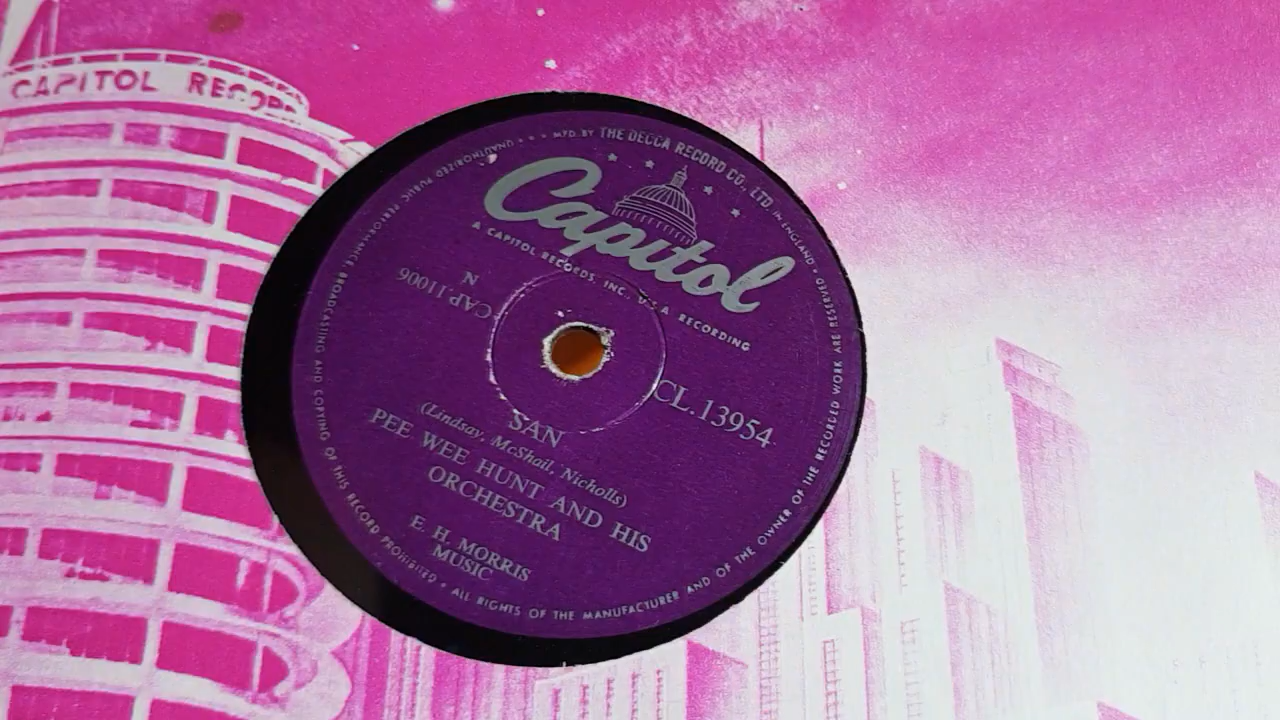 CAPITOL RECORDS
MFD. BY THE DECCA RECORD CO., LTD. IN ENGLAND • ALL RIGHTS OF THE MANUFACTURER AND OF THE OWNER OF THE RECORDED WORK ARE RESERVED • UNAUTHORIZED PUBLIC PERFORMANCE, BROADCASTING AND COPYING OF THIS RECORD PROHIBITED •
Capitol
A CAPITOL RECORDS, INC., U.S.A. RECORDING
N
CAP.11006
CL.13954
SAN
(Lindsay, McShail, Nicholls)
PEE WEE HUNT AND HIS
ORCHESTRA
E. H. MORRIS
MUSIC